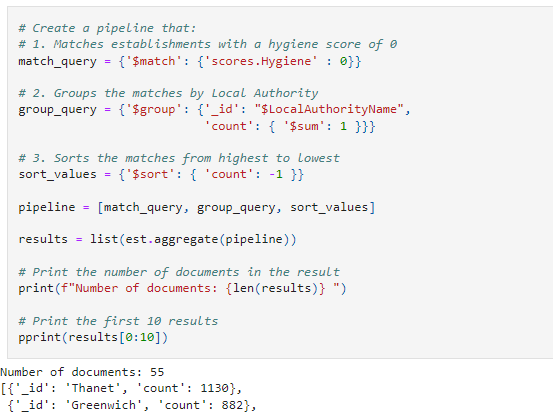 # Create a pipeline that:
# 1. Matches establishments with a hygiene score of 0
match_query = {'$match': {'scores.Hygiene' : 0}}
# 2. Groups the matches by Local Authority
group_query = {'$group': {'_id': "$LocalAuthorityName",
'count': { '$sum': 1 }}}
# 3. Sorts the matches from highest to lowest
sort_values = {'$sort': { 'count': -1 }}
pipeline = [match_query, group_query, sort_values]
results = list(est.aggregate(pipeline))
# Print the number of documents in the result
print(f"Number of documents: {len(results)} ")
# Print the first 10 results
pprint(results[0:10])
Number of documents: 55
[{'_id': 'Thanet', 'count': 1130},
{'_id': 'Greenwich', 'count': 882},